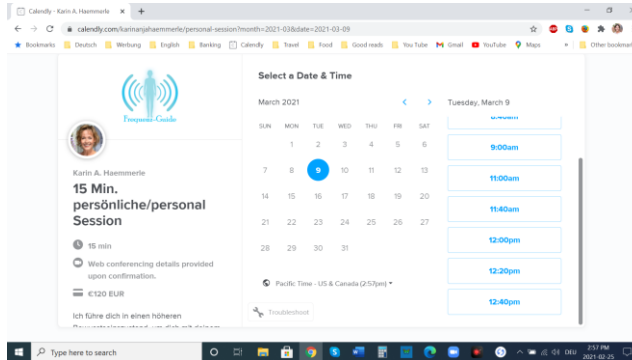 Calendly - Karin A. Haemmerle
calendly.com/karinanjahaemmerle/personal-session?month=2021-03&date=2021-03-09
Bookmarks Deutsch Werbung English Banking Calendly Travel Food Good reads You Tube Gmail YouTube Maps » Other bookmar
Frequenz-Guide
Karin A. Haemmerle
15 Min.
persönliche/personal
Session
15 min
Web conferencing details provided
upon confirmation.
€120 EUR
Ich führe dich in einen höheren
Select a Date & Time
March 2021
SUN MON TUE WED THU FRI SAT
1 2 3 4 5 6
7 8 9 10 11 12 13
14 15 16 17 18 19 20
21 22 23 24 25 26 27
28 29 30 31
Pacific Time - US & Canada (2:57pm)
Troubleshoot
Tuesday, March 9
9:00am
11:00am
11:40am
12:00pm
12:20pm
12:40pm
Type here to search
DEU
2:57 PM
2021-02-25